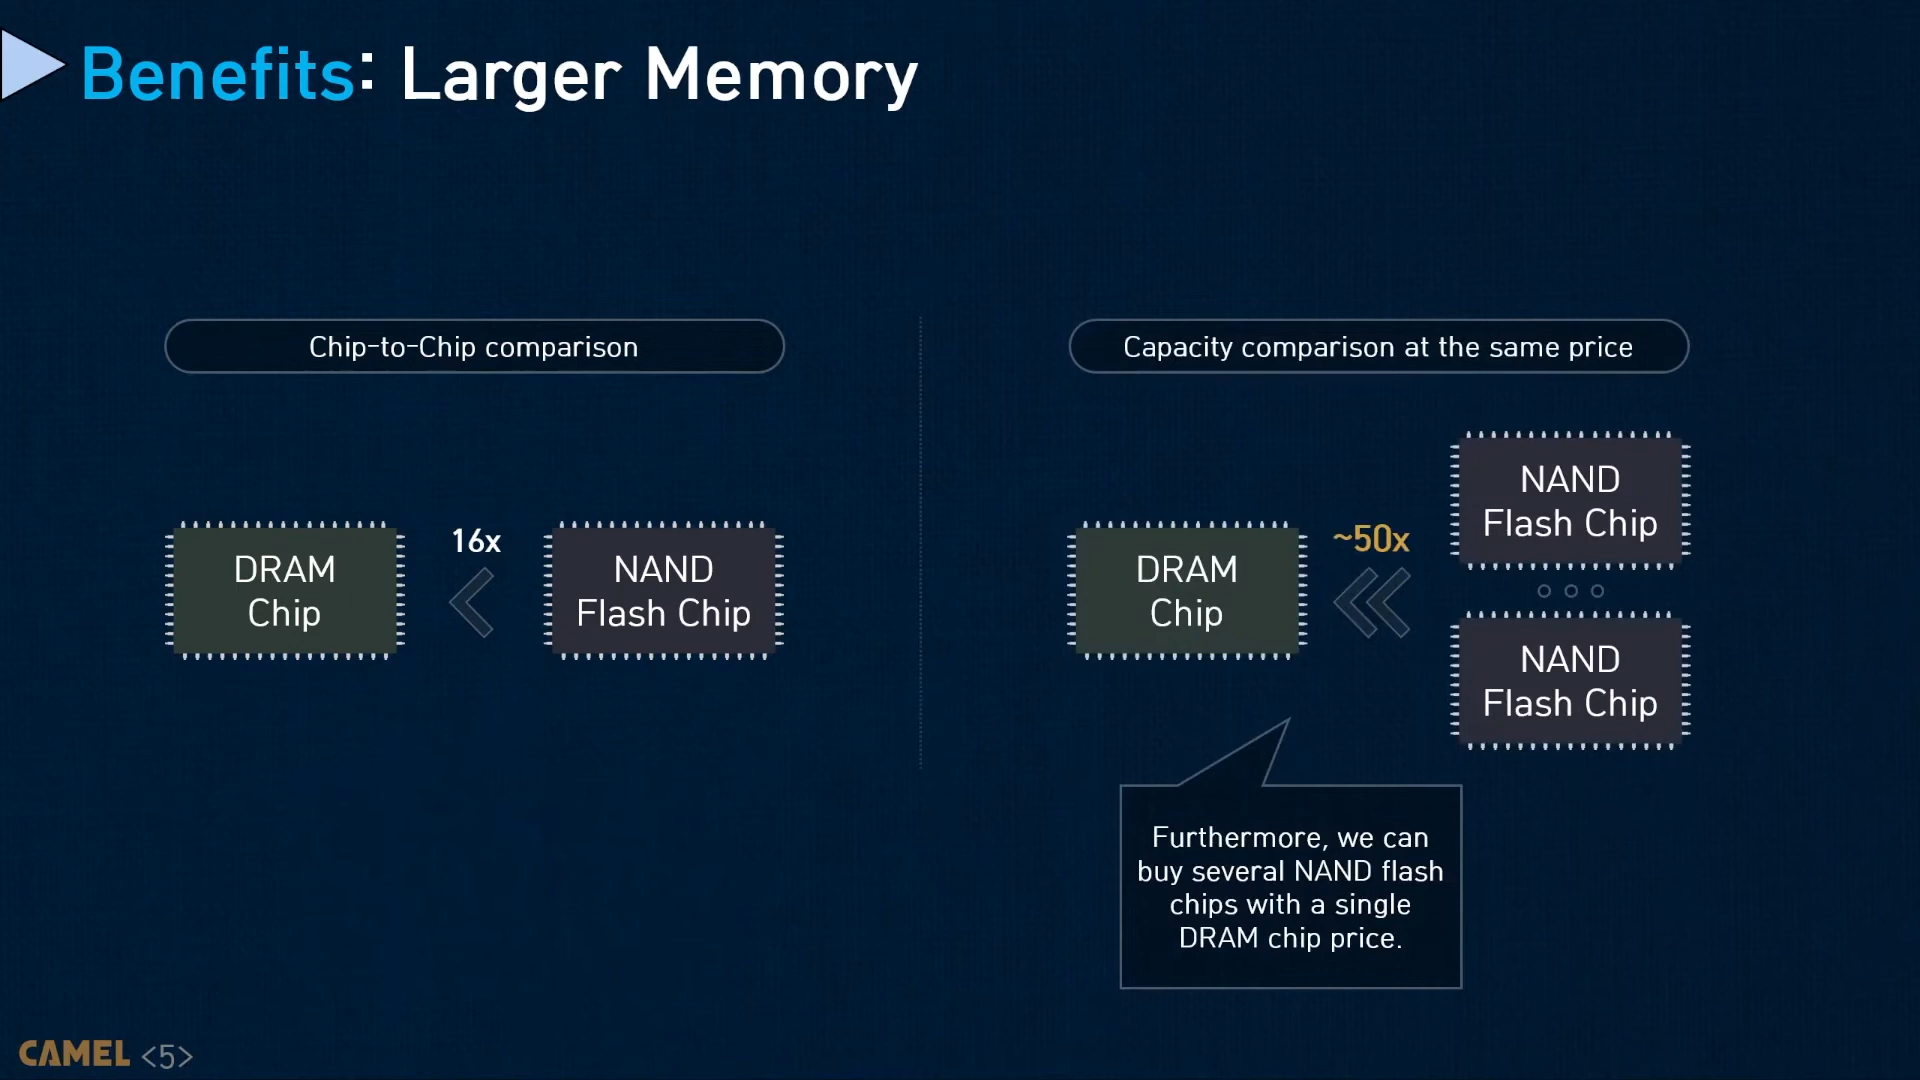 Benefits: Larger Memory
Chip-to-Chip comparison
DRAM
Chip
16x
NAND
Flash Chip
Capacity comparison at the same price
DRAM
Chip
~50x
NAND
Flash Chip
NAND
Flash Chip
Furthermore, we can
buy several NAND flash
chips with a single
DRAM chip price.
CAMEL <5>